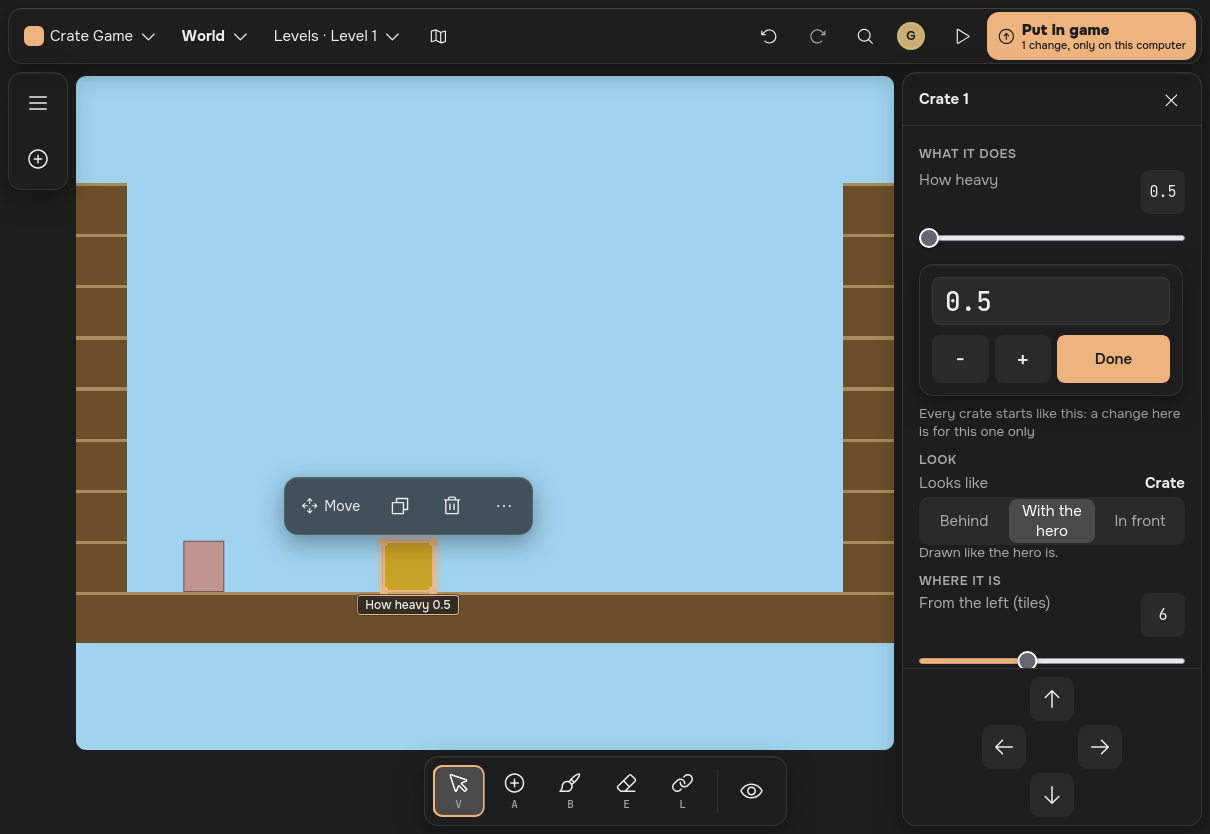 Crate Game
World
Levels · Level 1
G
Put in game
1 change, only on this computer
Crate 1
WHAT IT DOES
How heavy
0.5
0.5
-
+
Done
Every crate starts like this: a change here
is for this one only
LOOK
Looks like
Crate
Behind
With the
hero
In front
Drawn like the hero is.
WHERE IT IS
From the left (tiles)
6
Move
How heavy 0.5
V
A
B
E
L